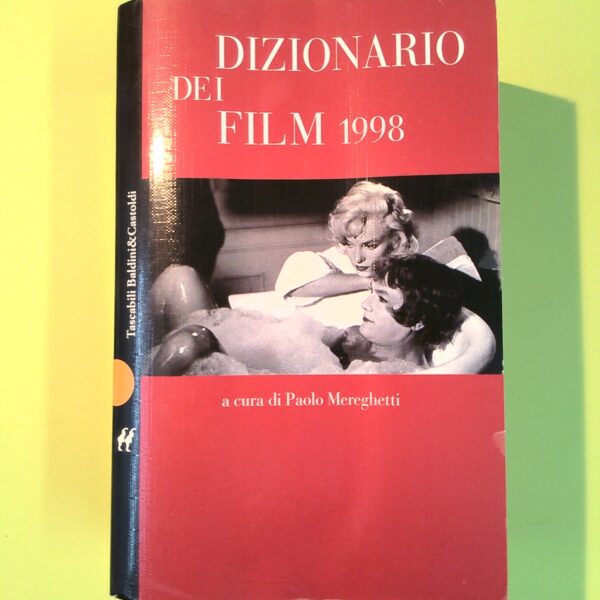 DIZIONARIO
DEI
FILM 1998
a cura di Paolo Mereghetti
Tascabili Baldini&Castoldi